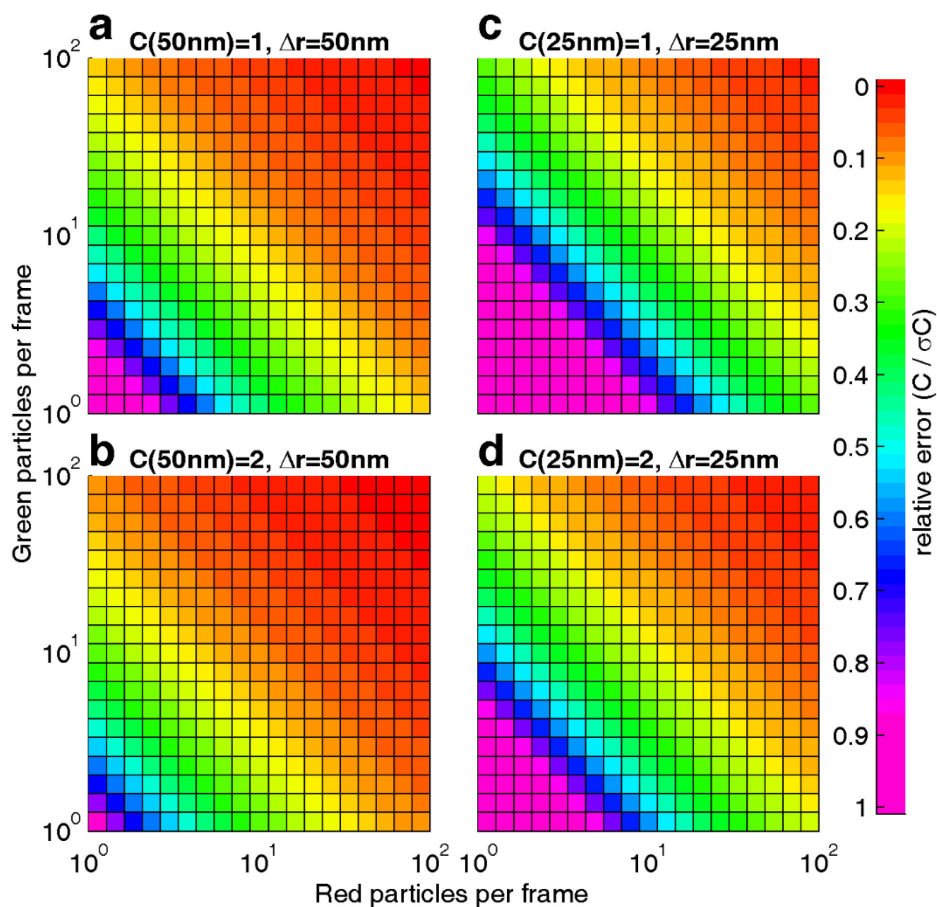 a
C(50nm)=1, Δr=50nm
c
C(25nm)=1, Δr=25nm
10²
10¹
10⁰
0
0.1
0.2
0.3
0.4
0.5
0.6
0.7
0.8
0.9
1
relative error (C / σC)
Green particles per frame
b
C(50nm)=2, Δr=50nm
d
C(25nm)=2, Δr=25nm
10²
10¹
10⁰
10⁰
10¹
10²
10⁰
10¹
10²
Red particles per frame